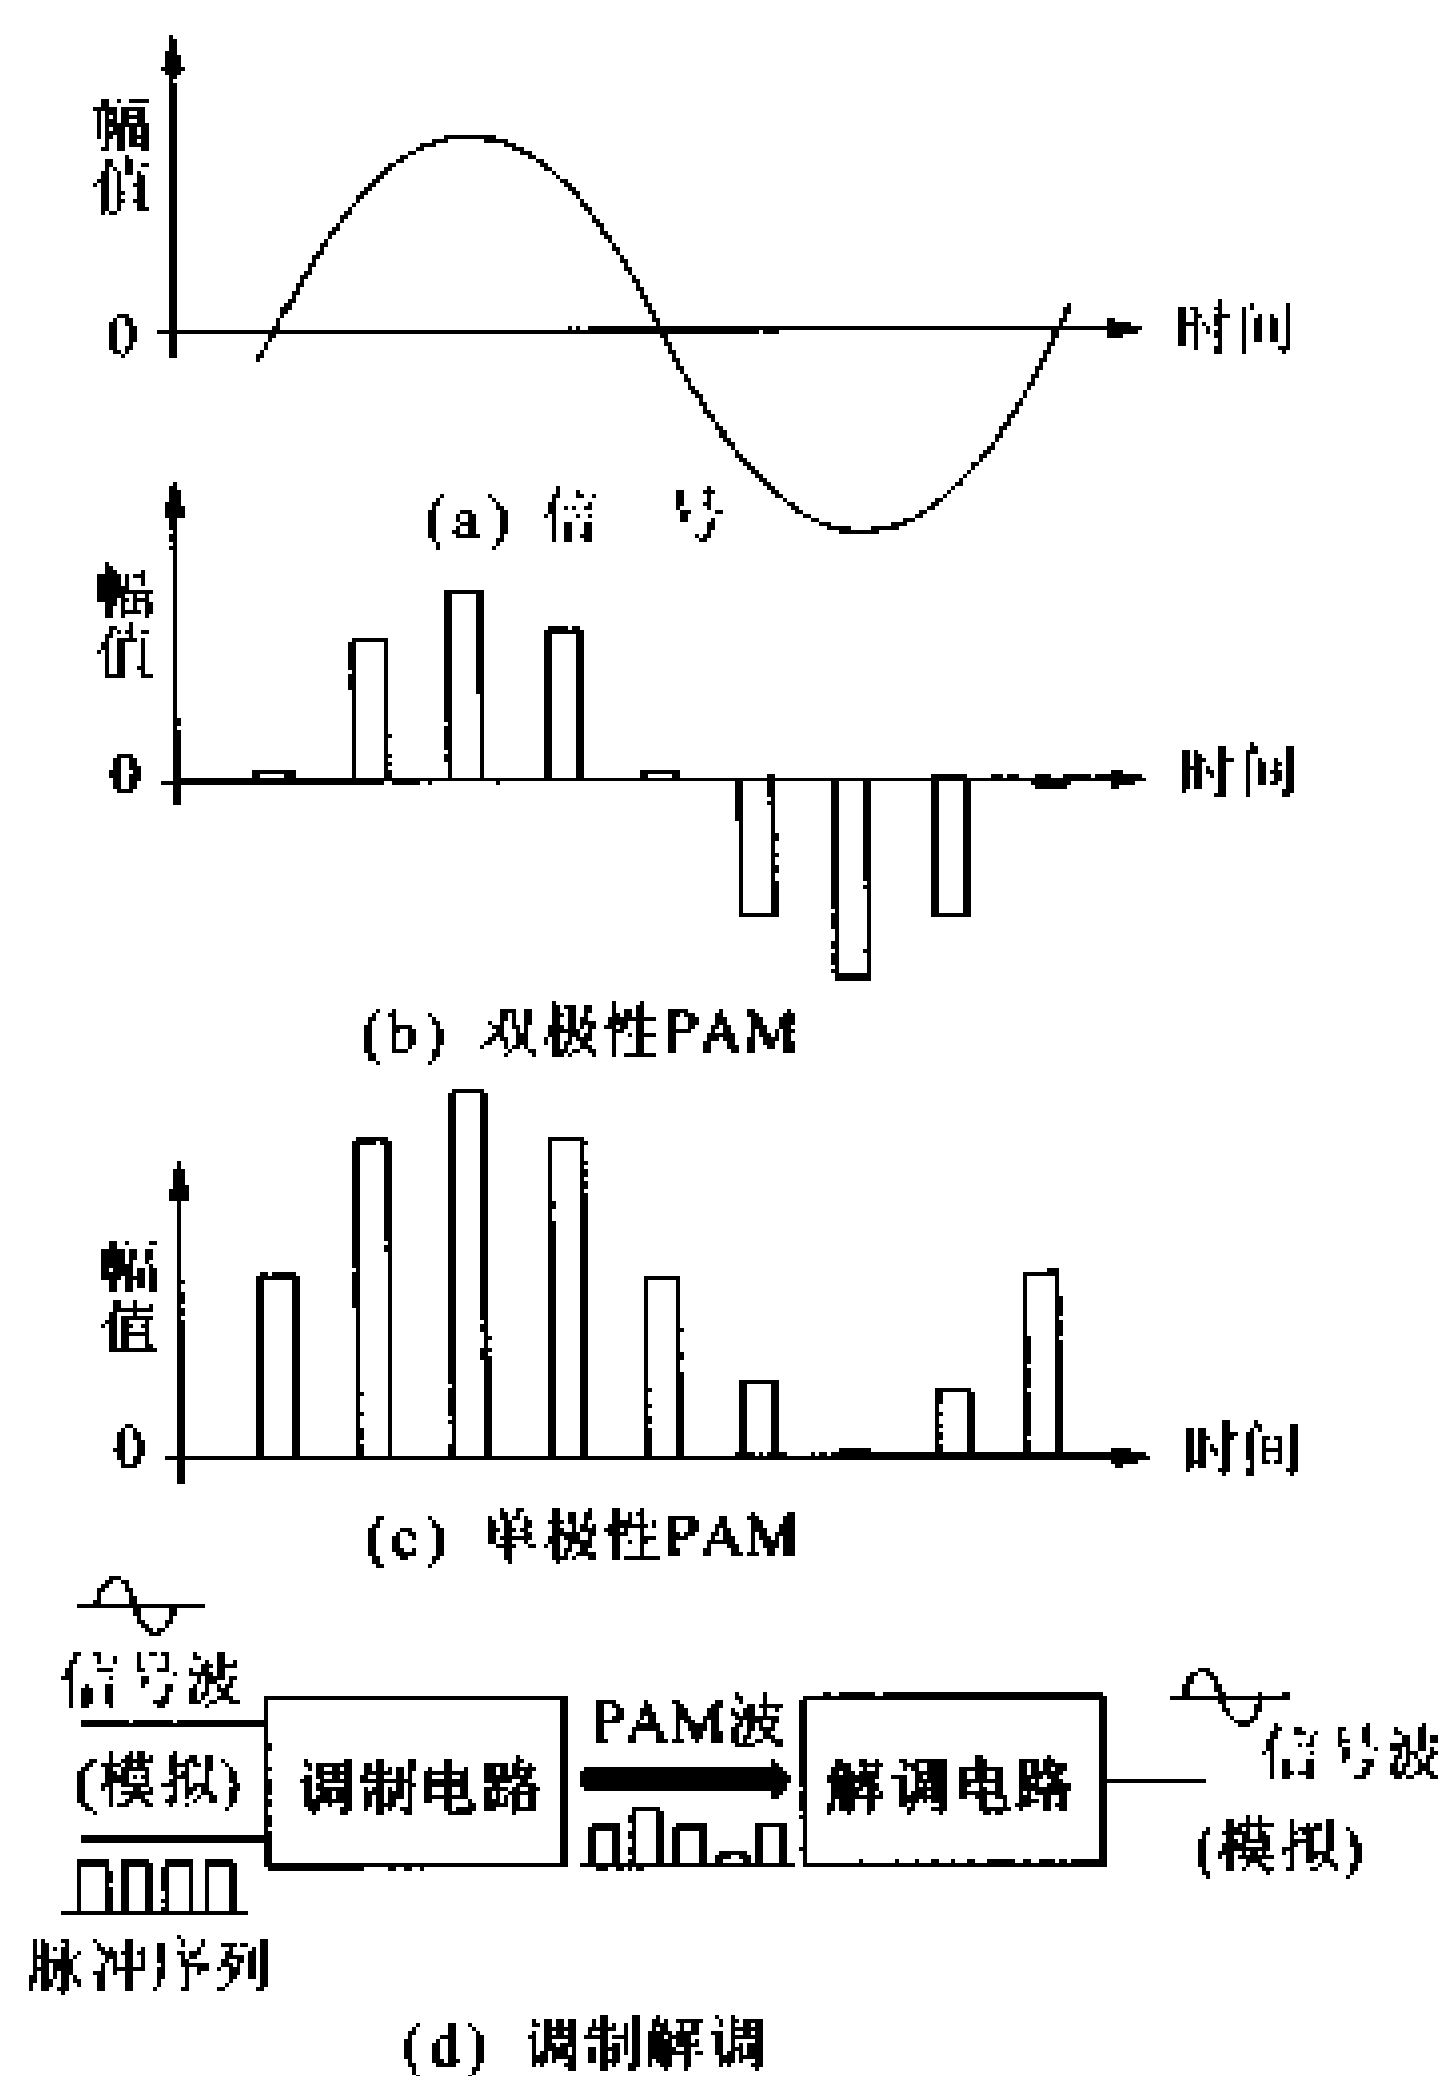 幅值
0
时间
(a) 信 号
幅值
0
时间
(b) 双极性PAM
幅值
0
时间
(c) 单极性PAM
信号波
(模拟)
脉冲序列
调制电路
PAM波
解调电路
信号波
(模拟)
(d) 调制解调